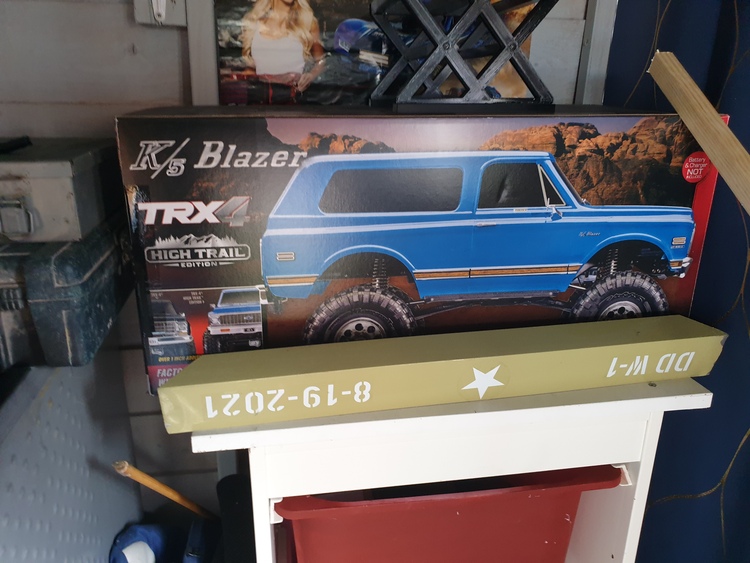 K/5 Blazer
TRX4
HIGH TRAIL
EDITION
Battery
& Charger
NOT
DD W-1
8-19-2021